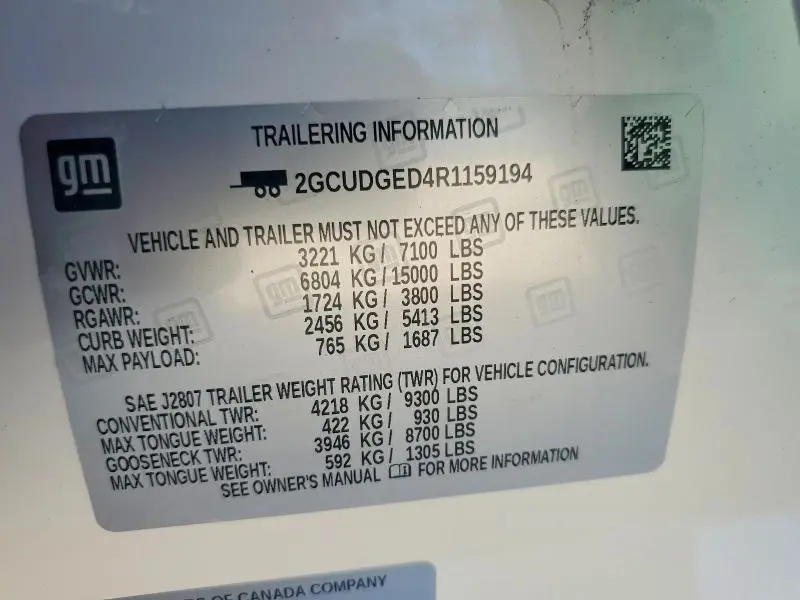 gm
TRAILERING INFORMATION
2GCUDGED4R1159194
VEHICLE AND TRAILER MUST NOT EXCEED ANY OF THESE VALUES.
GVWR: 3221 KG / 7100 LBS
GCWR: 6804 KG / 15000 LBS
RGAWR: 1724 KG / 3800 LBS
CURB WEIGHT: 2456 KG / 5413 LBS
MAX PAYLOAD: 765 KG / 1687 LBS
SAE J2807 TRAILER WEIGHT RATING (TWR) FOR VEHICLE CONFIGURATION.
CONVENTIONAL TWR: 4218 KG / 9300 LBS
MAX TONGUE WEIGHT: 422 KG / 930 LBS
GOOSENECK TWR: 3946 KG / 8700 LBS
MAX TONGUE WEIGHT: 592 KG / 1305 LBS
SEE OWNER'S MANUAL FOR MORE INFORMATION
OF CANADA COMPANY